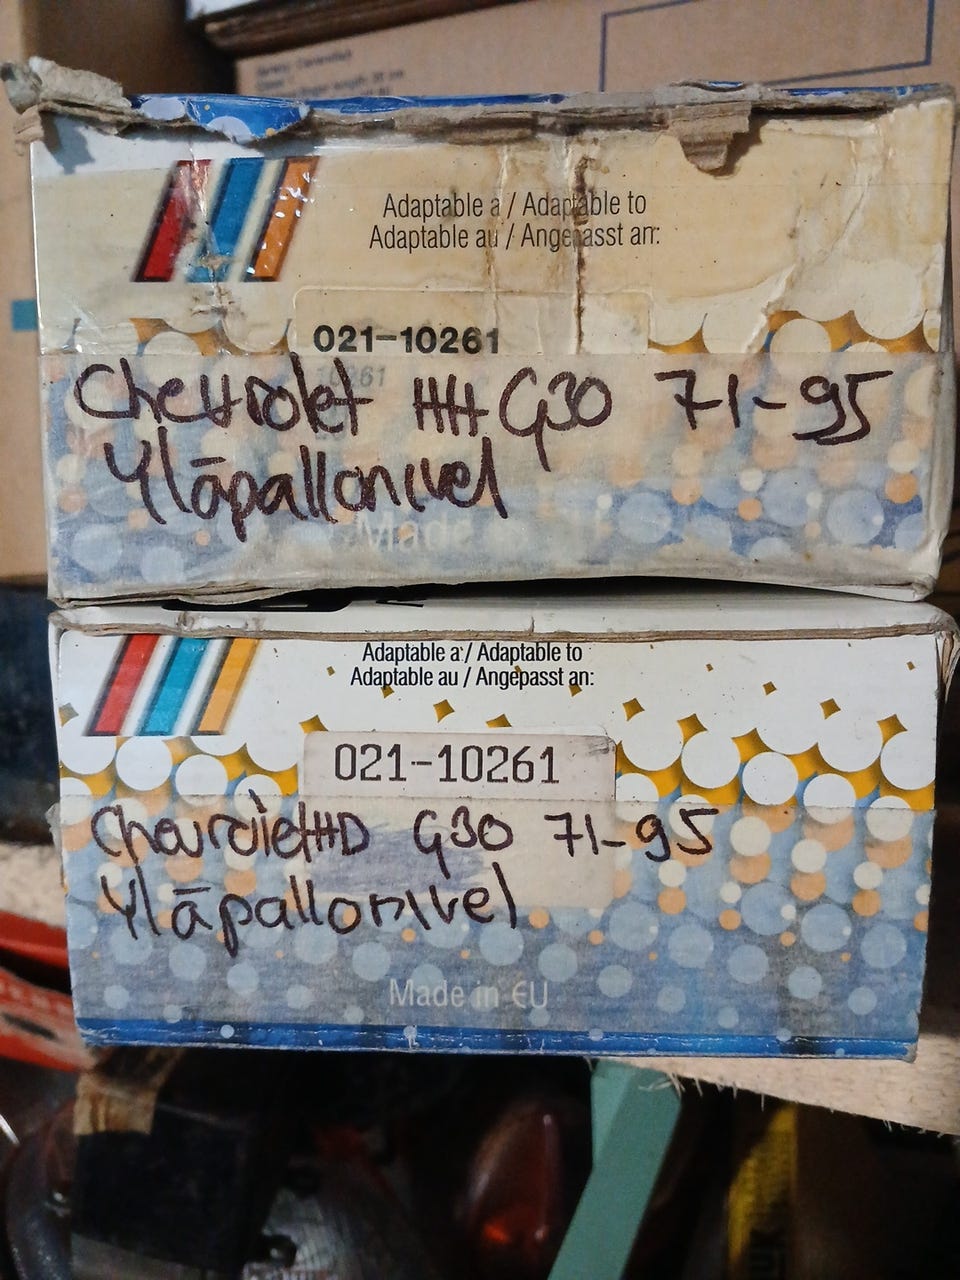 Adaptable a / Adaptable to
Adaptable au / Angepasst an:
021-10261
Chevrolet G30 71-95
Yläpallonivel
Made
Adaptable a / Adaptable to
Adaptable au / Angepasst an:
021-10261
HD G30 71-95
Yläpallonivel
Made in EU